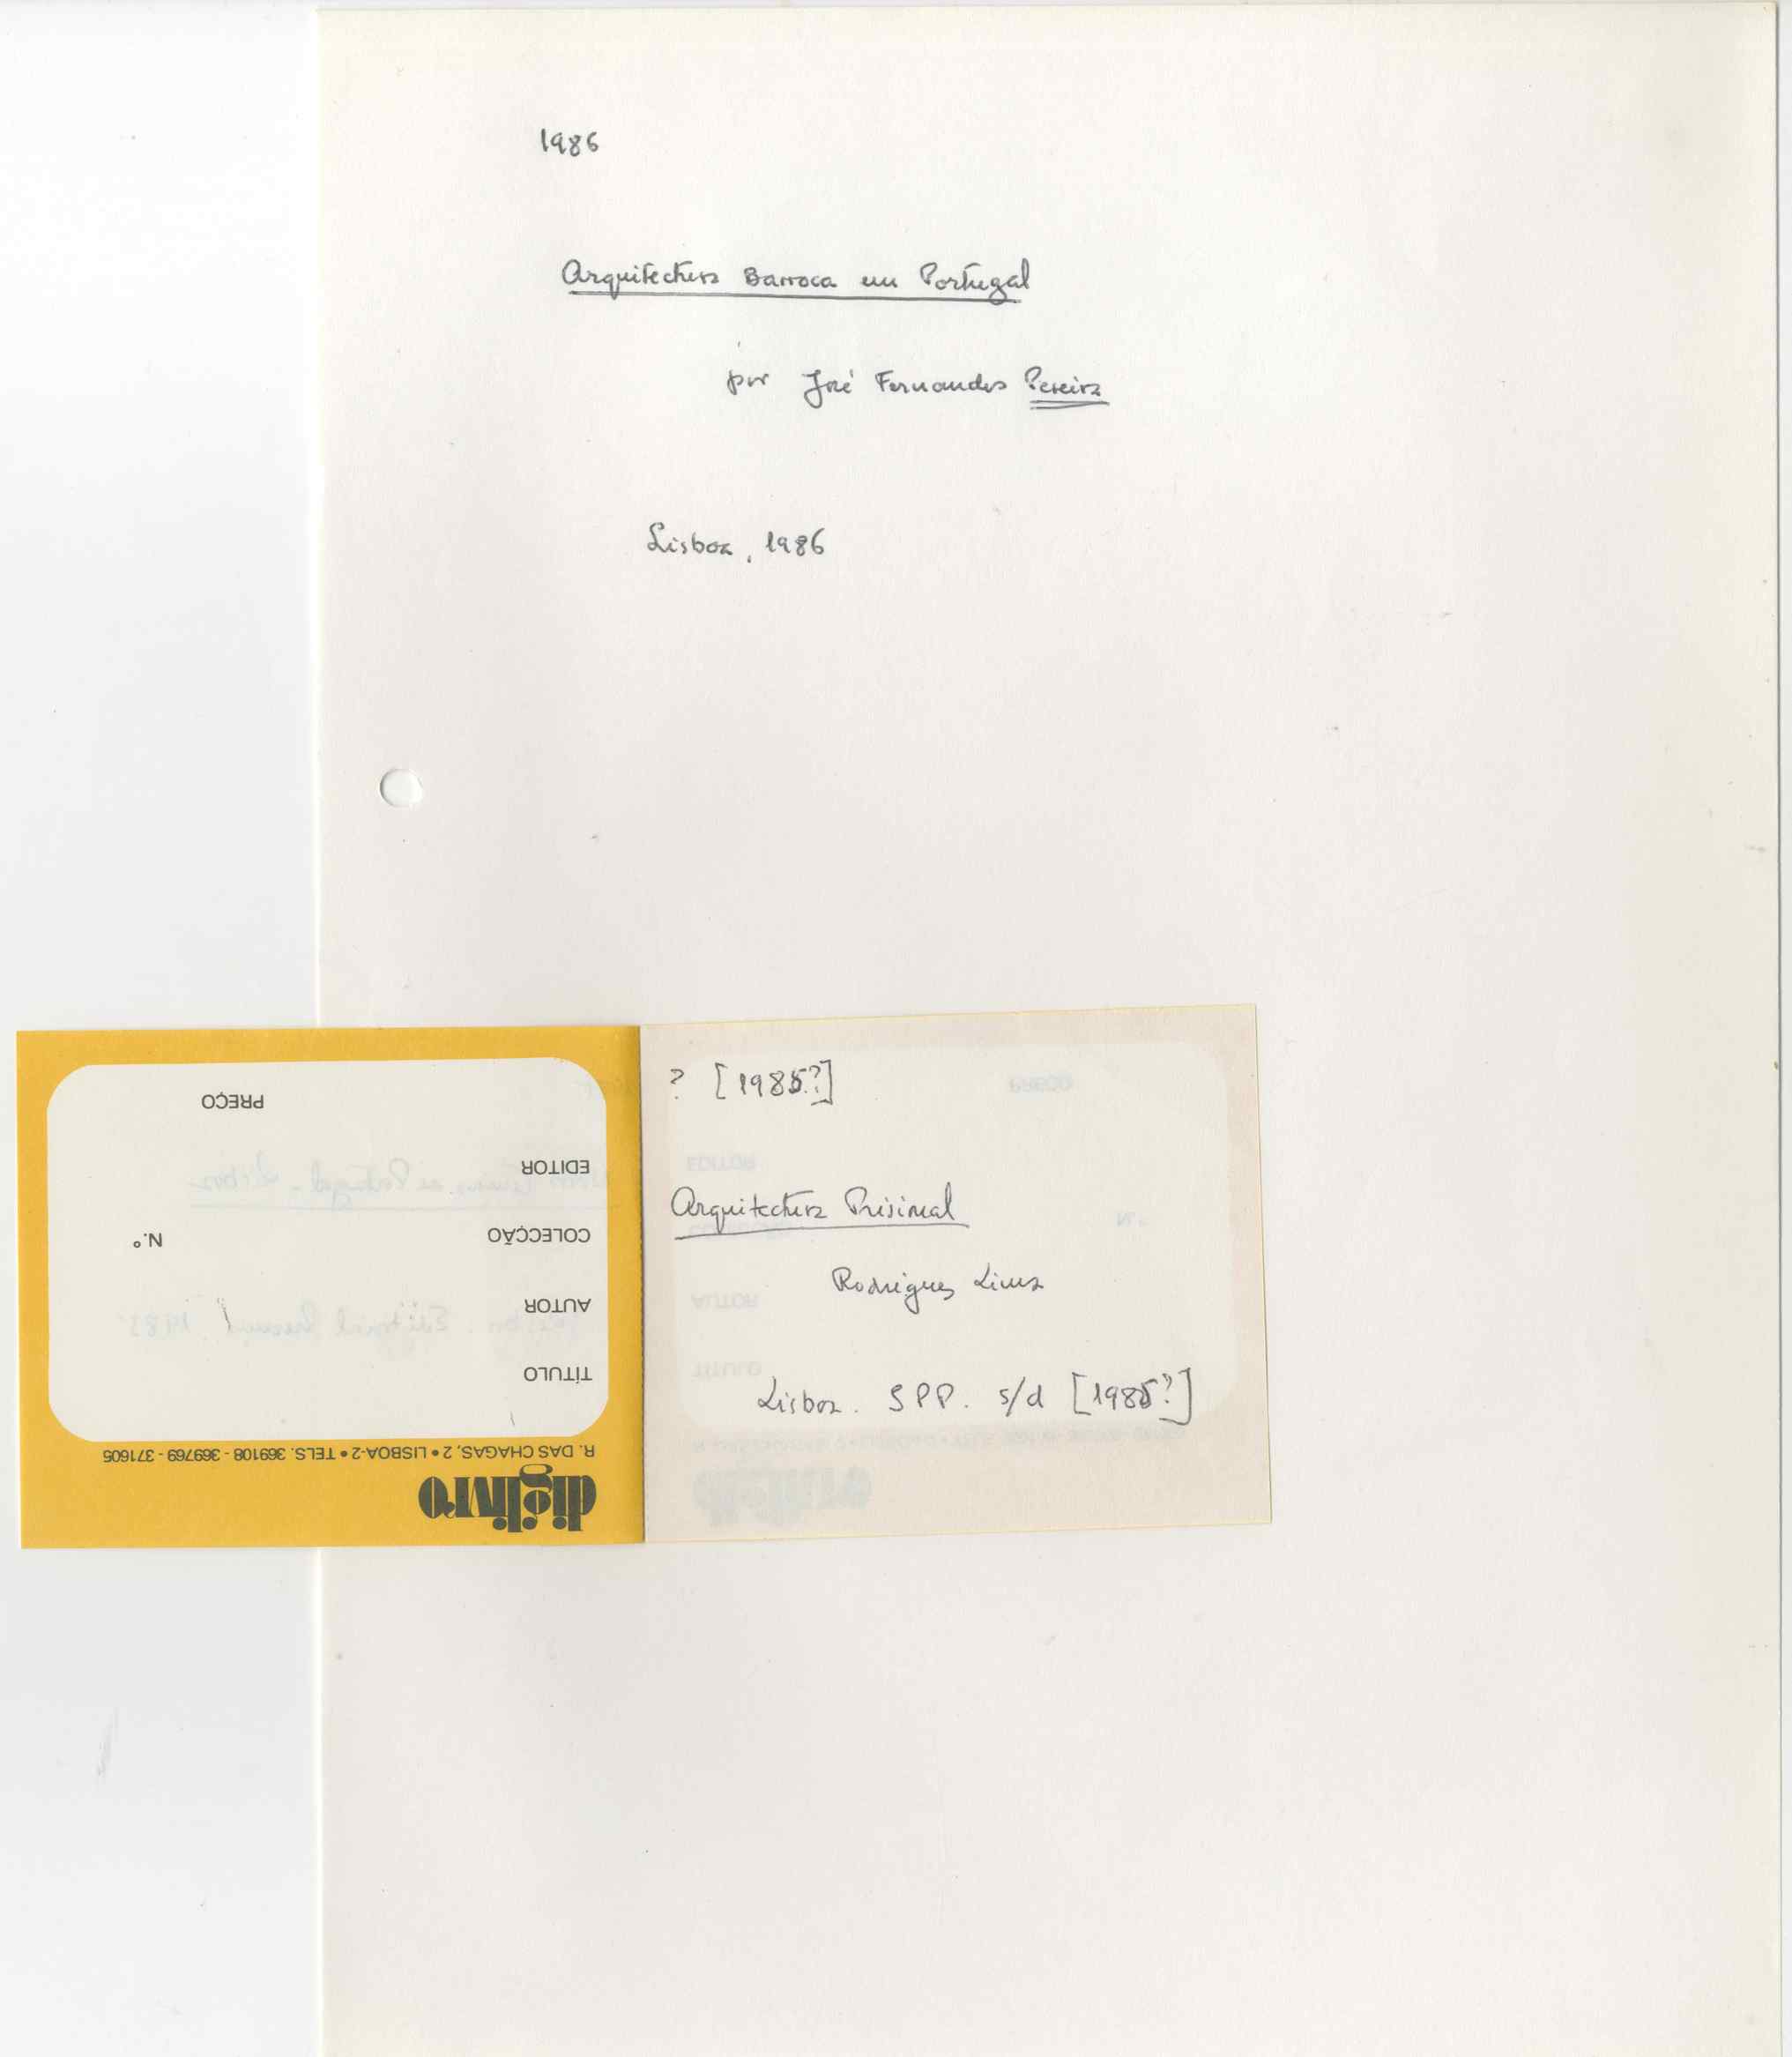 1986
Arquitectura Barroca em Portugal
por José Fernandes Pereira
Lisboa, 1986
? [1985?]
Arquitectura Prisional
Rodrigues Lima
Lisboa. SPP. s/d [1985?]
digilivro
R. DAS CHAGAS, 2 • LISBOA-2 • TELS. 369108 - 369769 - 371605
TÍTULO
AUTOR
COLECÇÃO N.º
EDITOR
PREÇO